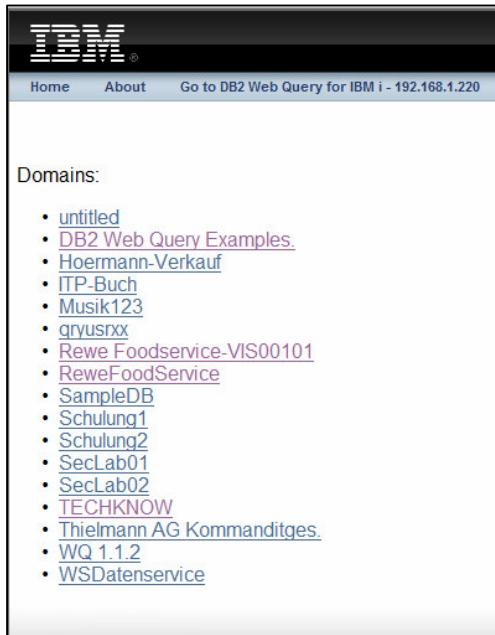 IBM®
Home About Go to DB2 Web Query for IBM i - 192.168.1.220
Domains:
• untitled
• DB2 Web Query Examples.
• Hoermann-Verkauf
• ITP-Buch
• Musik123
• qryusrxx
• Rewe Foodservice-VIS00101
• ReweFoodService
• SampleDB
• Schulung1
• Schulung2
• SecLab01
• SecLab02
• TECHKNOW
• Thielmann AG Kommanditges.
• WQ 1.1.2
• WSDatenservice